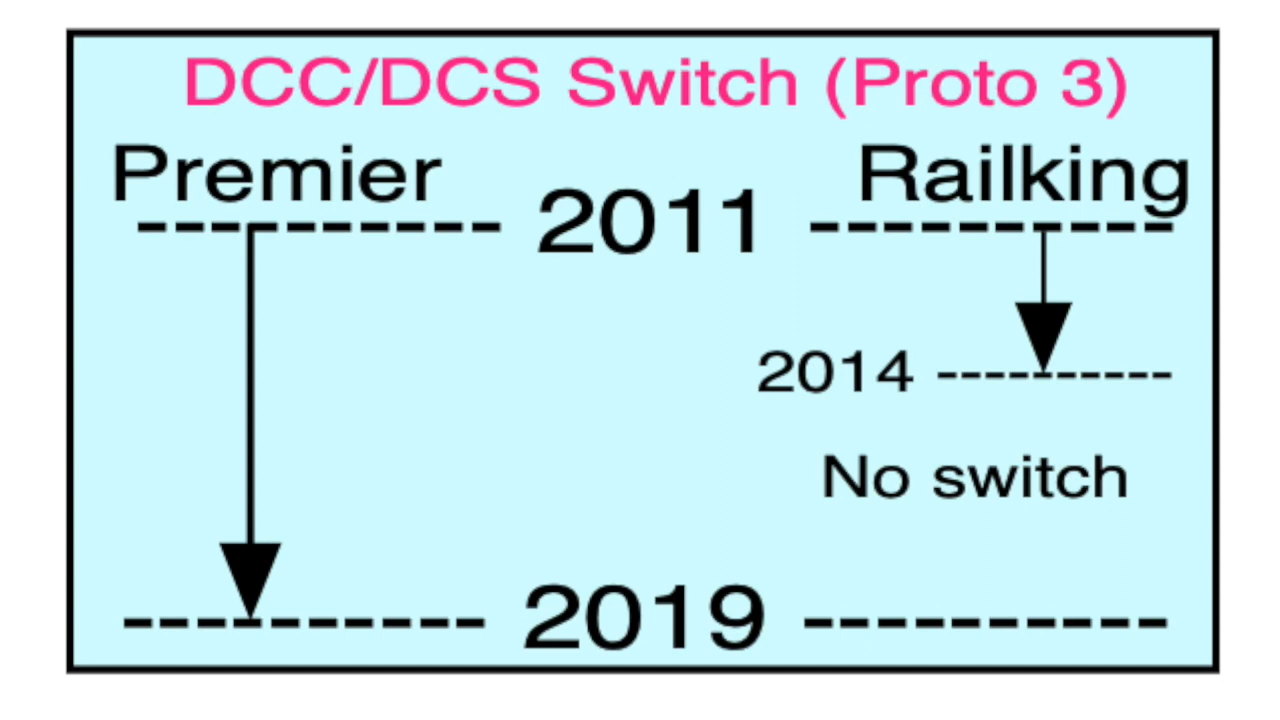 DCC/DCS Switch (Proto 3)
Premier
Railking
2011
2014
No switch
2019